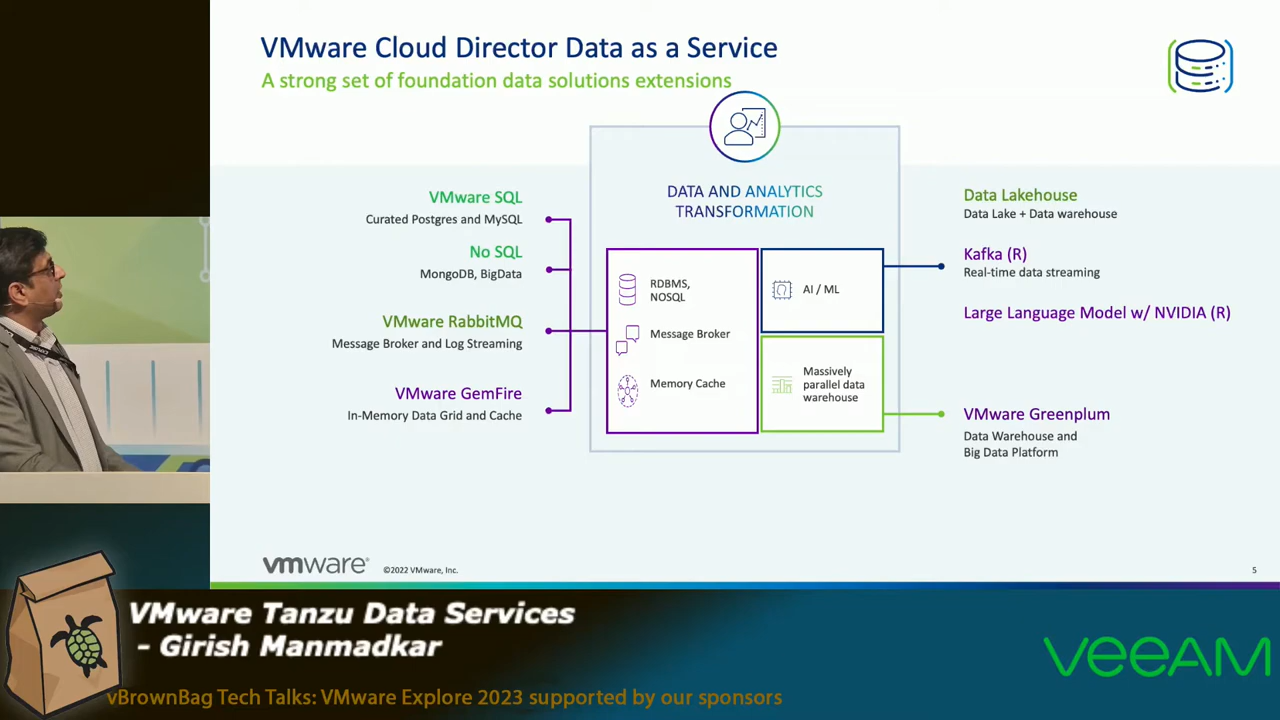 VMware Cloud Director Data as a Service
A strong set of foundation data solutions extensions
VMware SQL
Curated Postgres and MySQL
No SQL
MongoDB, BigData
VMware RabbitMQ
Message Broker and Log Streaming
VMware GemFire
In-Memory Data Grid and Cache
DATA AND ANALYTICS
TRANSFORMATION
RDBMS,
NOSQL
Message Broker
Memory Cache
AI / ML
Massively
parallel data
warehouse
Data Lakehouse
Data Lake + Data warehouse
Kafka (R)
Real-time data streaming
Large Language Model w/ NVIDIA (R)
VMware Greenplum
Data Warehouse and
Big Data Platform
vmware®
©2022 VMware, Inc.
5
EXPLORE
VMware Tanzu Data Services
- Girish Manmadkar
vBrownBag Tech Talks: VMware Explore 2023 supported by our sponsors
veeAM